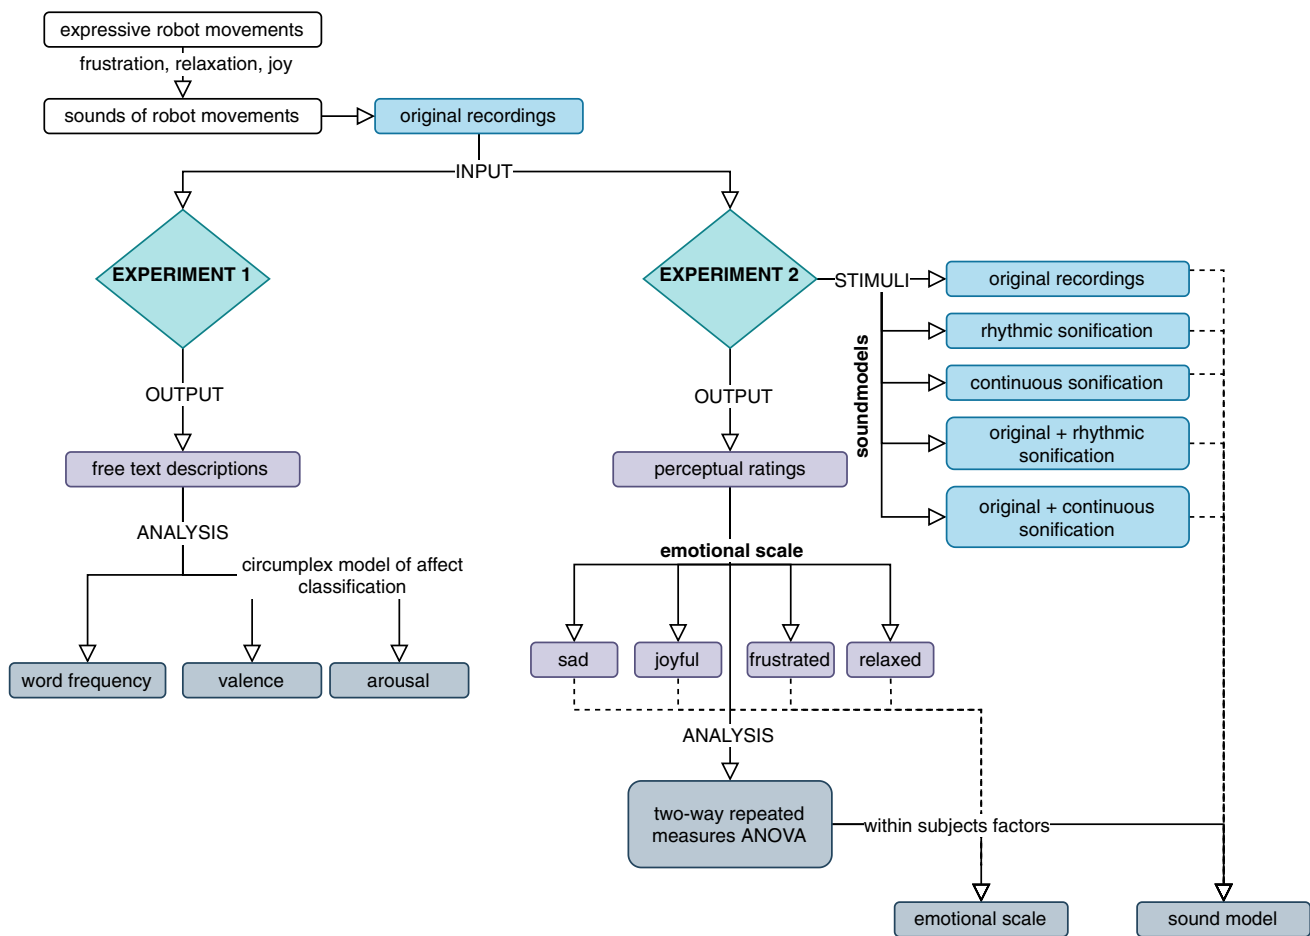 expressive robot movements
frustration, relaxation, joy
sounds of robot movements
original recordings
INPUT
EXPERIMENT 1
EXPERIMENT 2
STIMULI
original recordings
rhythmic sonification
continuous sonification
original + rhythmic
sonification
original + continuous
sonification
soundmodels
OUTPUT
OUTPUT
free text descriptions
perceptual ratings
ANALYSIS
circumplex model of affect
classification
word frequency
valence
arousal
emotional scale
sad
joyful
frustrated
relaxed
ANALYSIS
two-way repeated
measures ANOVA
within subjects factors
emotional scale
sound model